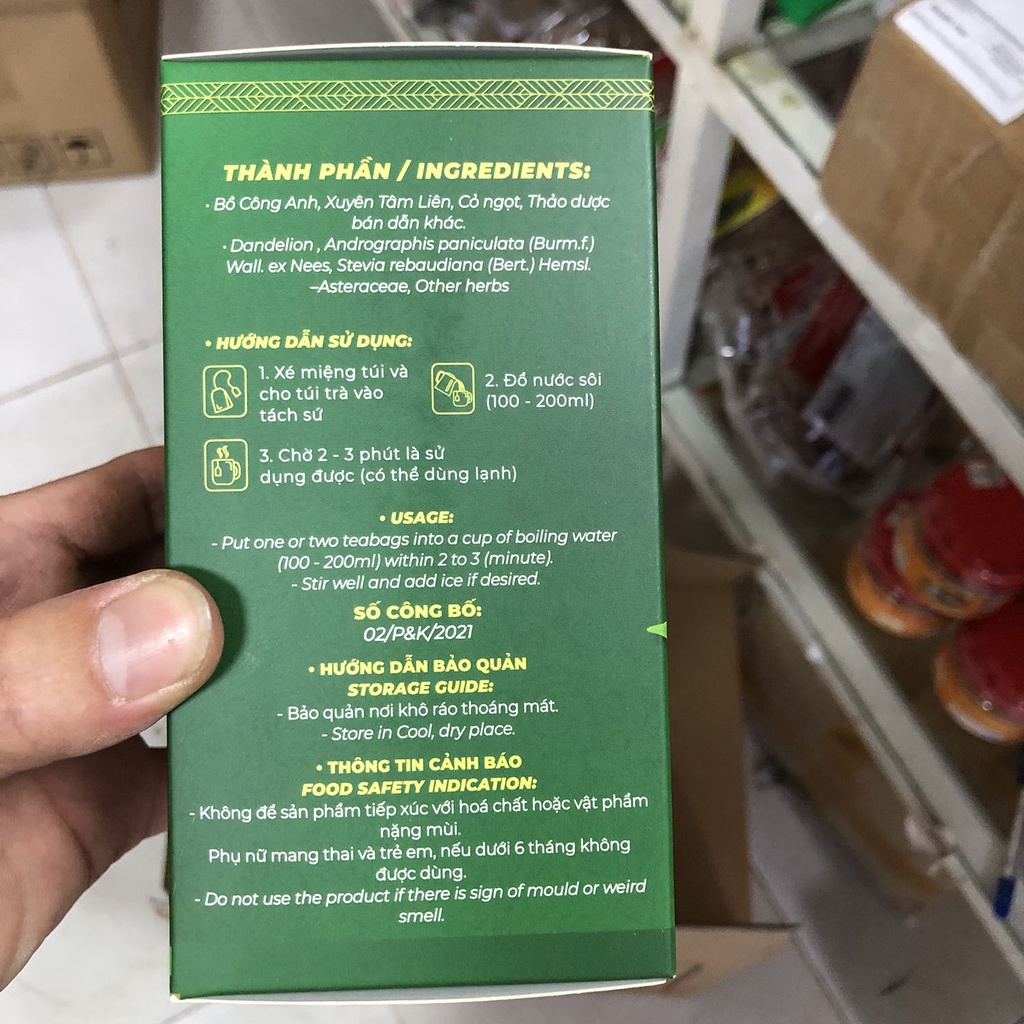 THÀNH PHẦN / INGREDIENTS:
· Bồ Công Anh, Xuyên Tâm Liên, Cỏ ngọt, Thảo dược
bán dẫn khác.
· Dandelion , Andrographis paniculata (Burm.f.)
Wall. ex Nees, Stevia rebaudiana (Bert.) Hemsl.
–Asteraceae, Other herbs
• HƯỚNG DẪN SỬ DỤNG:
1. Xé miệng túi và
cho túi trà vào
tách sứ
2. Đổ nước sôi
(100 - 200ml)
3. Chờ 2 - 3 phút là sử
dụng được (có thể dùng lạnh)
• USAGE:
- Put one or two teabags into a cup of boiling water
(100 - 200ml) within 2 to 3 (minute).
- Stir well and add ice if desired.
SỐ CÔNG BỐ:
02/P&K/2021
• HƯỚNG DẪN BẢO QUẢN
STORAGE GUIDE:
- Bảo quản nơi khô ráo thoáng mát.
- Store in Cool, dry place.
• THÔNG TIN CẢNH BÁO
FOOD SAFETY INDICATION:
- Không để sản phẩm tiếp xúc với hoá chất hoặc vật phẩm
nặng mùi.
Phụ nữ mang thai và trẻ em, nếu dưới 6 tháng không
được dùng.
- Do not use the product if there is sign of mould or weird
smell.